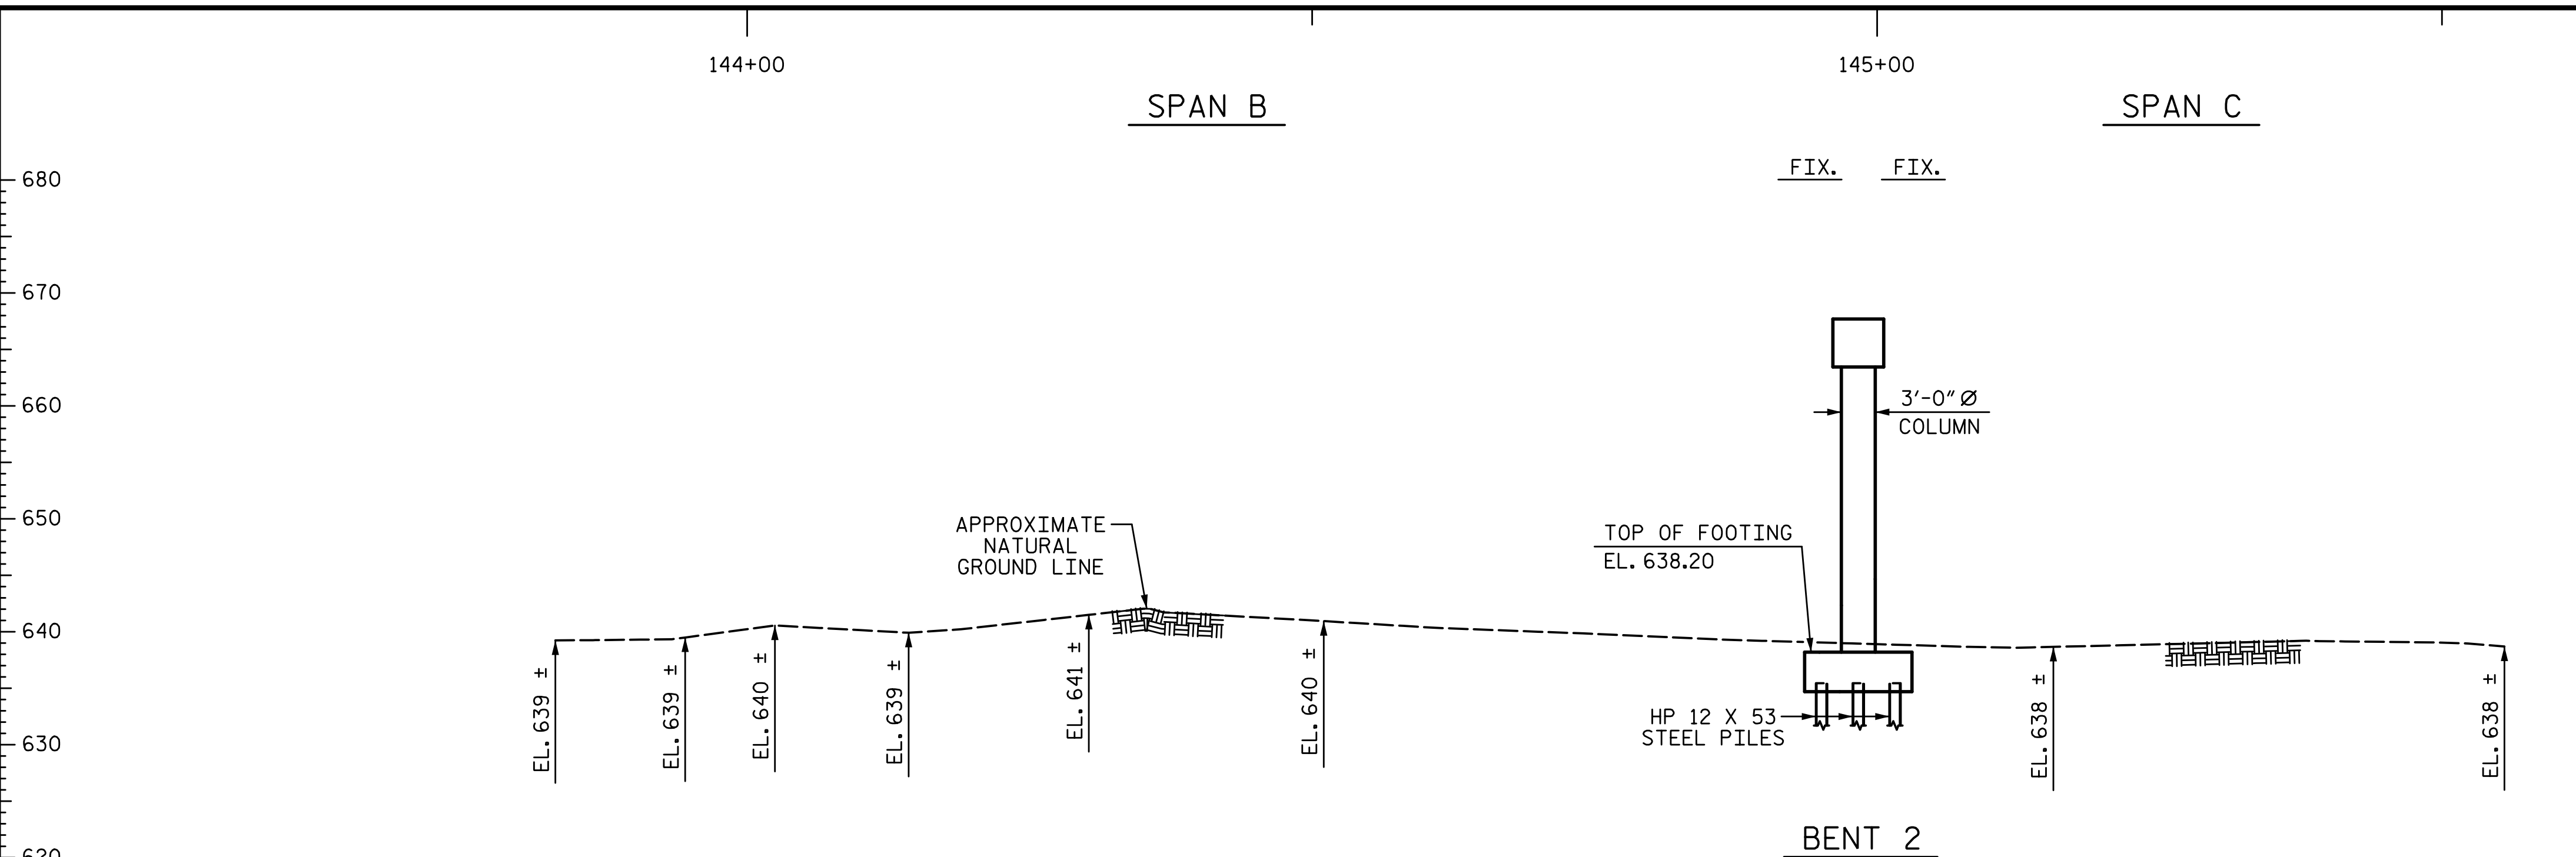 144+00
145+00
SPAN B
SPAN C
FIX.
FIX.
680
670
660
650
640
630
620
3'-0"Ø
COLUMN
APPROXIMATE
NATURAL
GROUND LINE
TOP OF FOOTING
EL. 638.20
EL. 639 ±
EL. 639 ±
EL. 640 ±
EL. 639 ±
EL. 641 ±
EL. 640 ±
HP 12 X 53
STEEL PILES
EL. 638 ±
EL. 638 ±
BENT 2